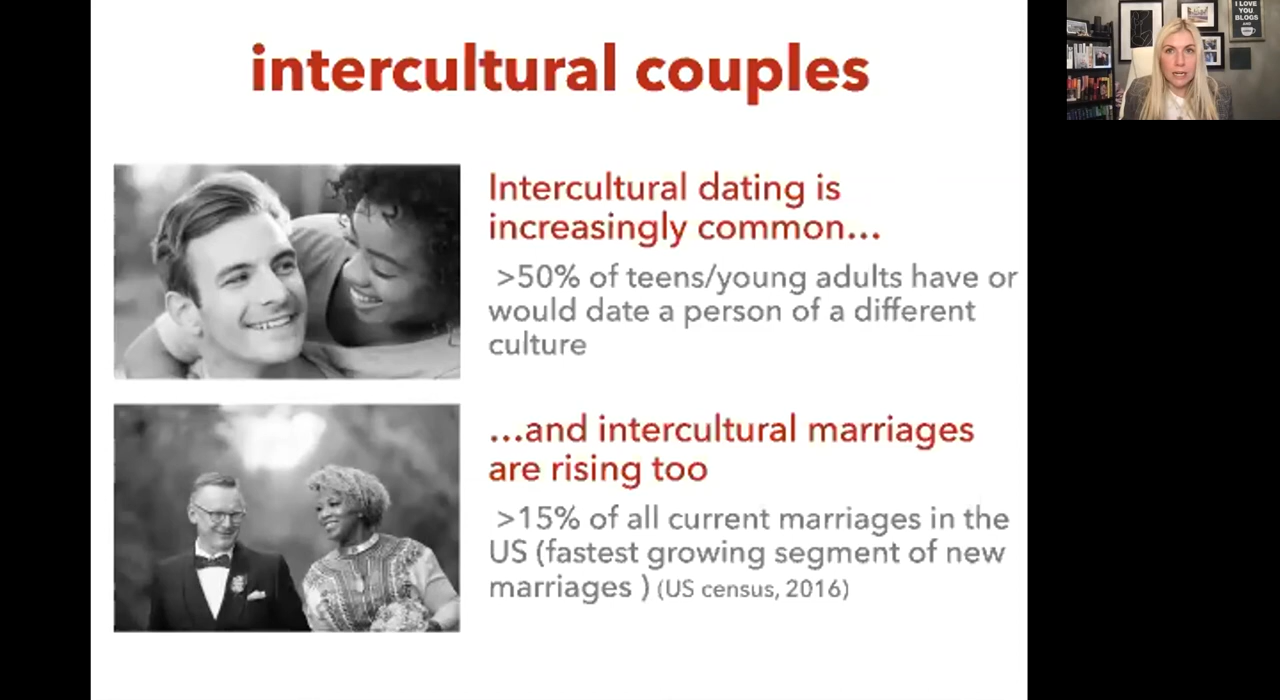 intercultural couples
Intercultural dating is
increasingly common...
>50% of teens/young adults have or
would date a person of a different
culture
...and intercultural marriages
are rising too
>15% of all current marriages in the
US (fastest growing segment of new
marriages ) (US census, 2016)
I LOVE
YOU
BLOGS
AND